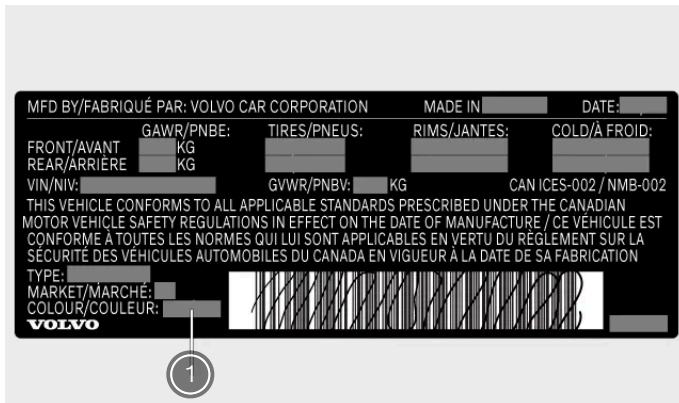 MFD BY/FABRIQUÉ PAR: VOLVO CAR CORPORATION MADE IN DATE:
GAWR/PNBE: TIRES/PNEUS: RIMS/JANTES: COLD/À FROID:
FRONT/AVANT KG
REAR/ARRIÈRE KG
VIN/NIV: GVWR/PNBV: KG CAN ICES-002 / NMB-002
THIS VEHICLE CONFORMS TO ALL APPLICABLE STANDARDS PRESCRIBED UNDER THE CANADIAN
MOTOR VEHICLE SAFETY REGULATIONS IN EFFECT ON THE DATE OF MANUFACTURE / CE VÉHICULE EST
CONFORME À TOUTES LES NORMES QUI LUI SONT APPLICABLES EN VERTU DU RÈGLEMENT SUR LA
SÉCURITÉ DES VÉHICULES AUTOMOBILES DU CANADA EN VIGUEUR À LA DATE DE SA FABRICATION
TYPE:
MARKET/MARCHÉ:
COLOUR/COULEUR:
VOLVO
1